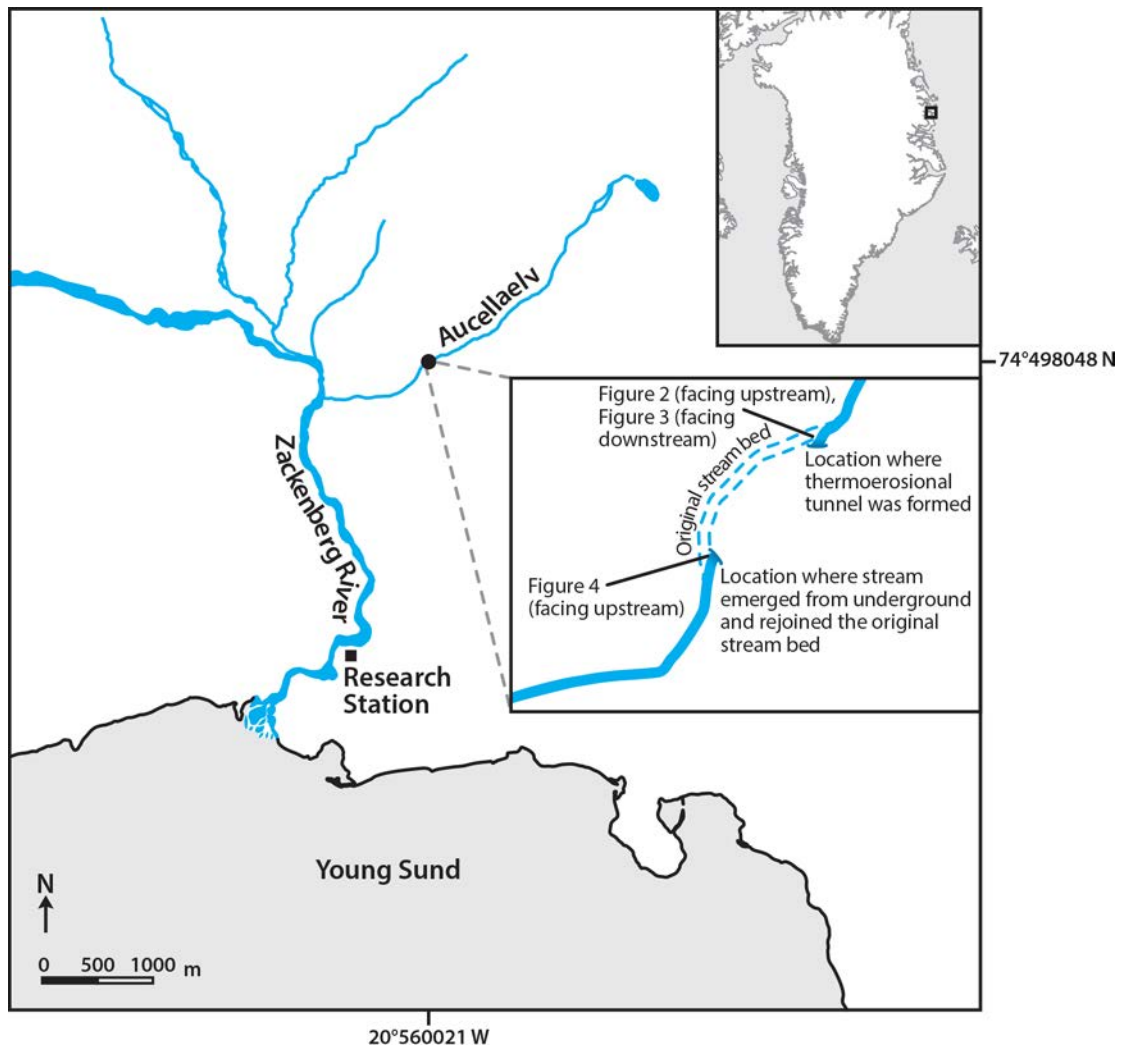 Aucellaelv
74°498048 N
Figure 2 (facing upstream),
Figure 3 (facing
downstream)
Original stream bed
Location where
thermoerosional
tunnel was formed
Zackenberg River
Figure 4
(facing upstream)
Location where stream
emerged from underground
and rejoined the original
stream bed
Research
Station
Young Sund
N
0 500 1000 m
20°560021 W